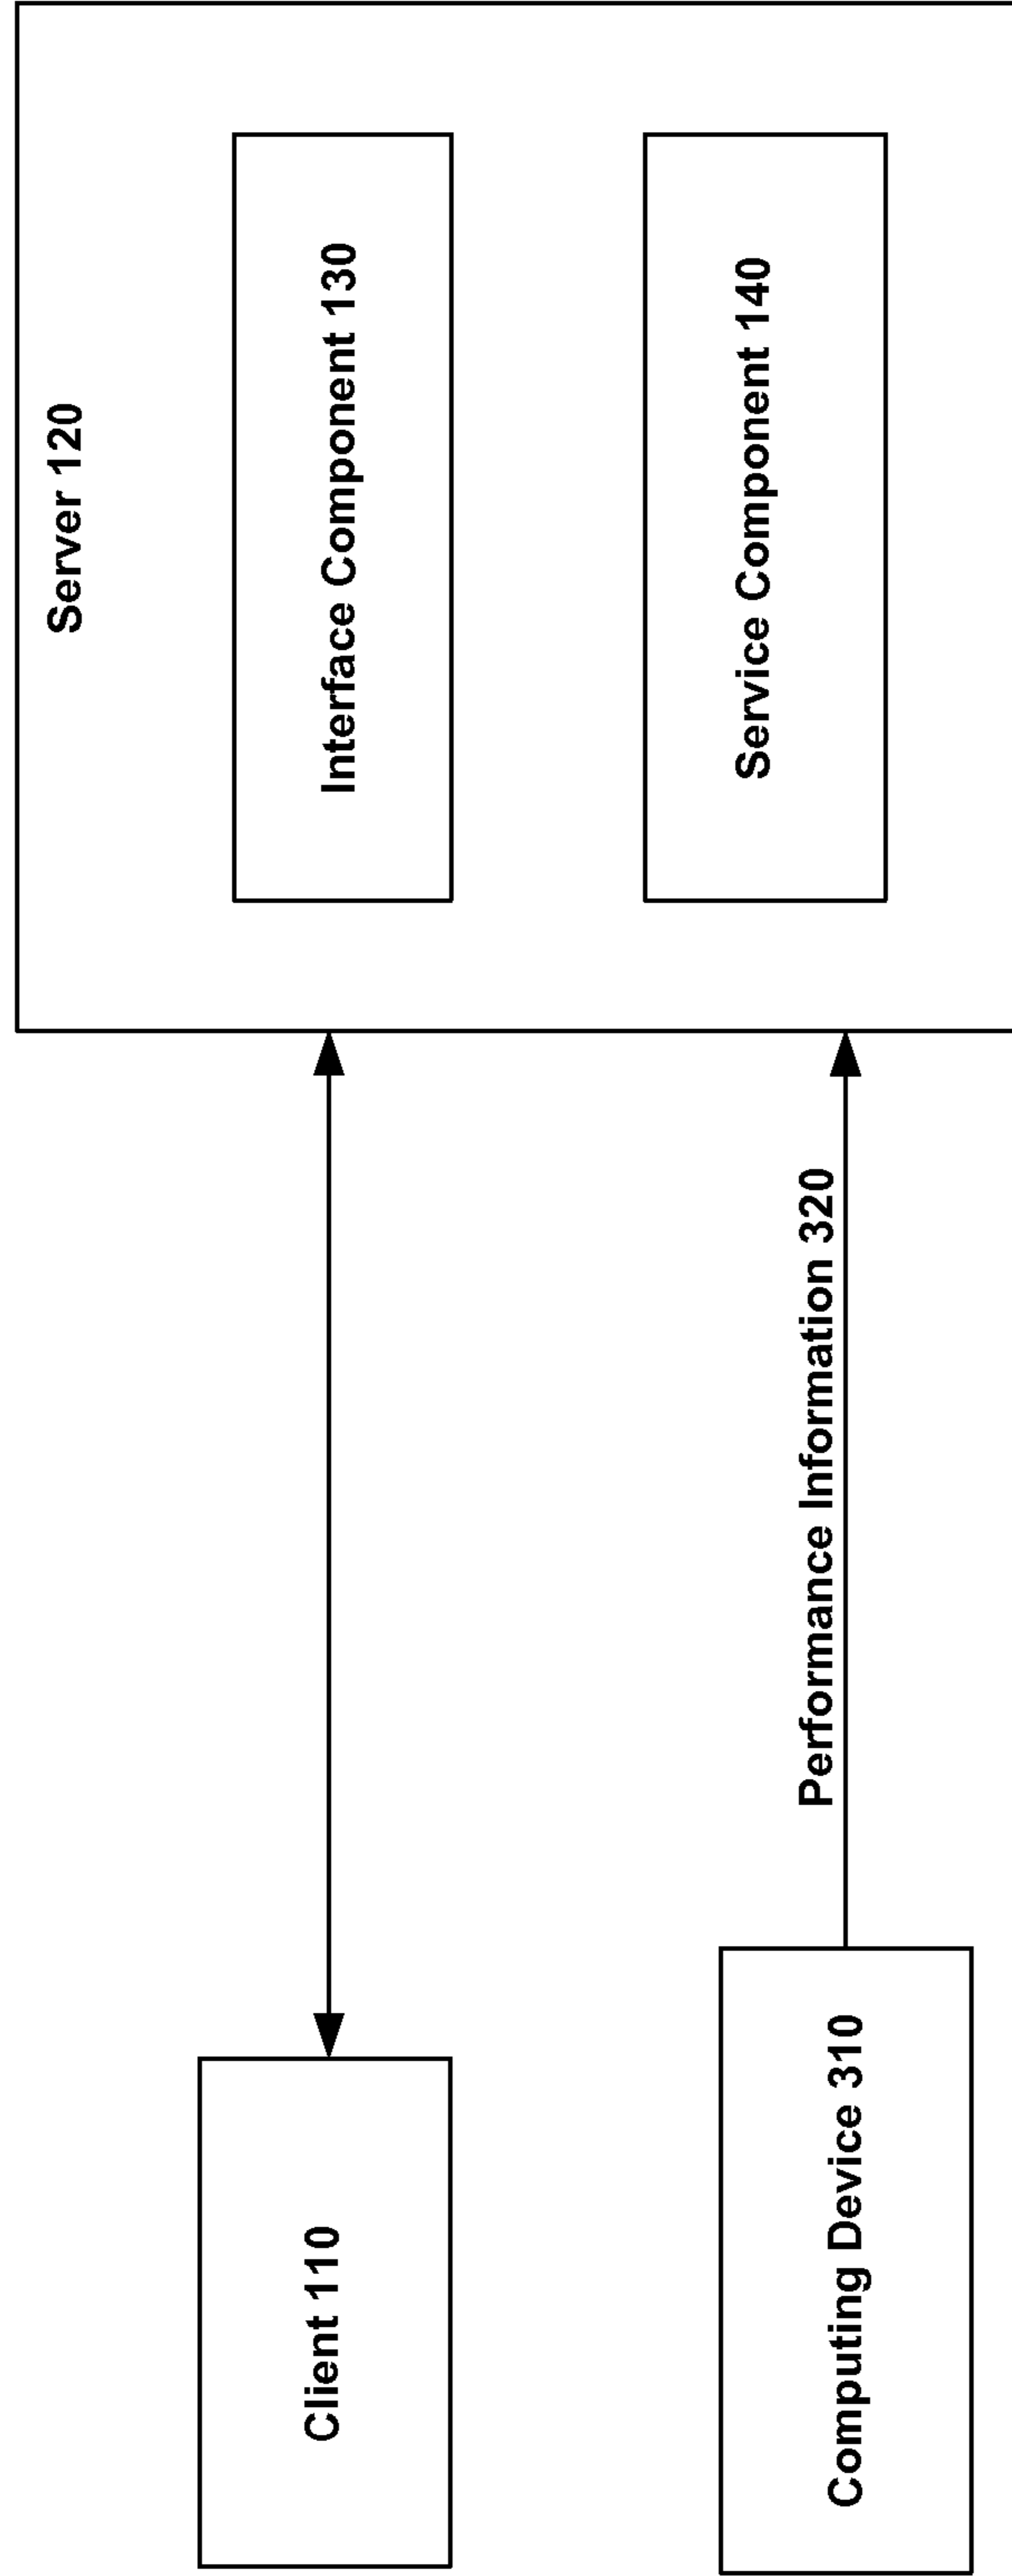 Server 120
Interface Component 130
Service Component 140
Performance Information 320
Client 110
Computing Device 310